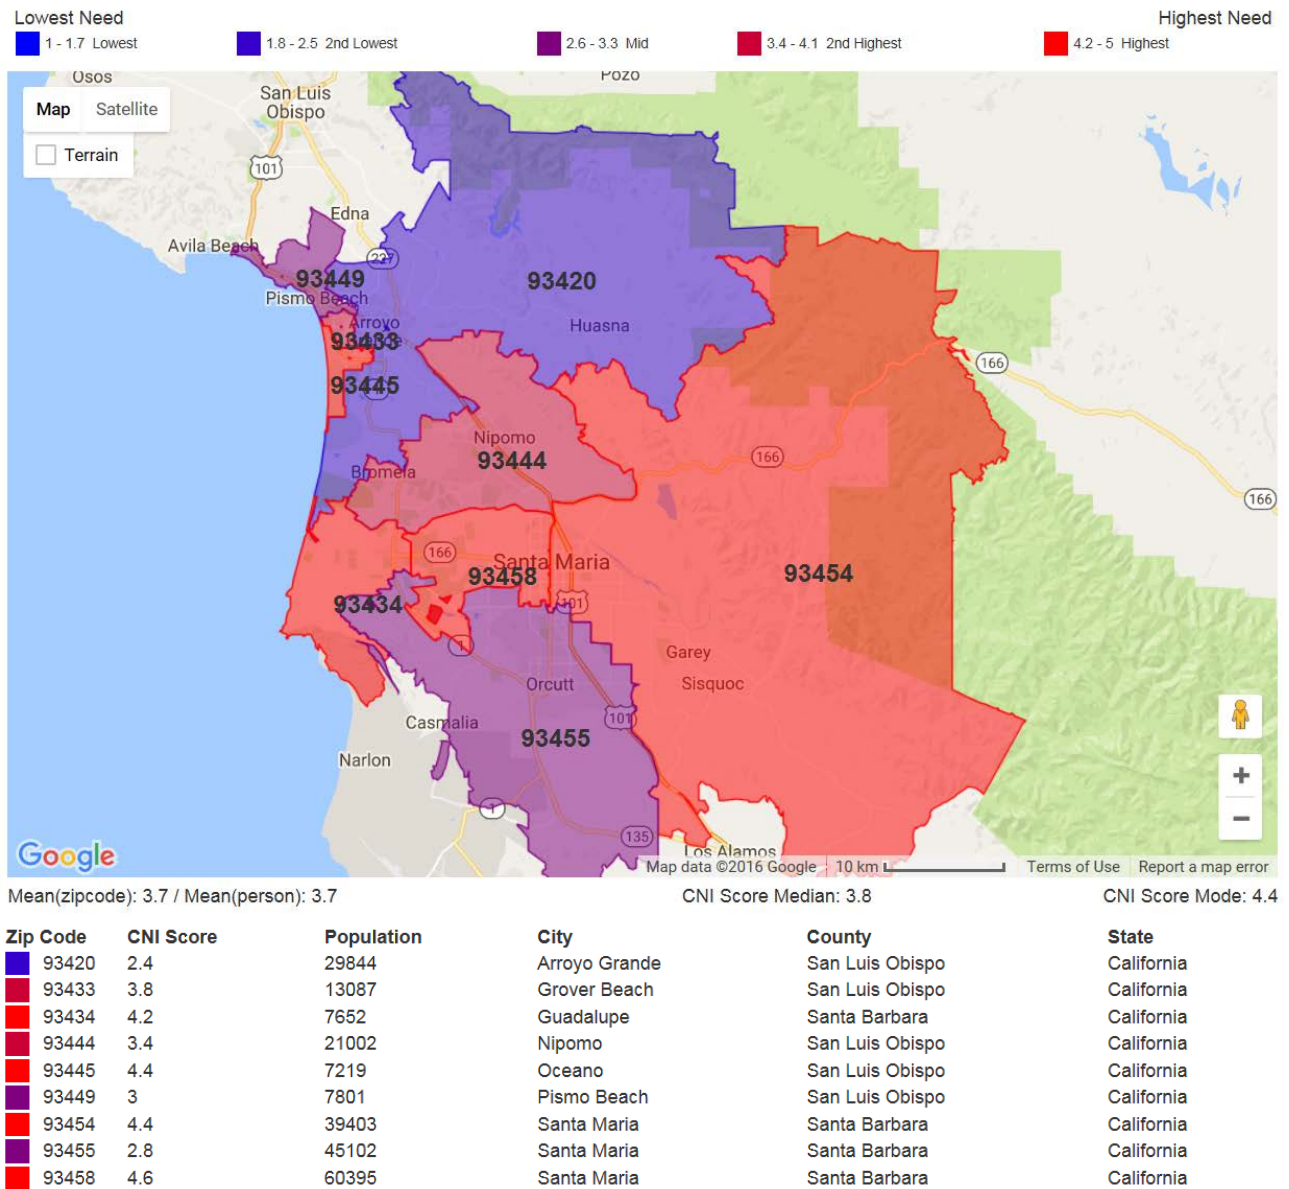 Lowest Need Highest Need
1 - 1.7 Lowest 1.8 - 2.5 2nd Lowest 2.6 - 3.3 Mid 3.4 - 4.1 2nd Highest 4.2 - 5 Highest
Osos Pozo
Map Satellite
San Luis
Obispo
Terrain
101
Edna
Avila Beach
227
93449
93420
Pismo Beach
Arroyo
Huasna
93433
166
93445
Nipomo
93444
166
Bromela
166
166
Santa Maria
93458
93454
93434
101
1
Garey
Orcutt
Sisquoc
101
Casmalia
93455
Narlon
1
135
Los Alamos
Google
Map data ©2016 Google 10 km Terms of Use Report a map error
Mean(zipcode): 3.7 / Mean(person): 3.7 CNI Score Median: 3.8 CNI Score Mode: 4.4
Zip Code CNI Score Population City County State
93420 2.4 29844 Arroyo Grande San Luis Obispo California
93433 3.8 13087 Grover Beach San Luis Obispo California
93434 4.2 7652 Guadalupe Santa Barbara California
93444 3.4 21002 Nipomo San Luis Obispo California
93445 4.4 7219 Oceano San Luis Obispo California
93449 3 7801 Pismo Beach San Luis Obispo California
93454 4.4 39403 Santa Maria Santa Barbara California
93455 2.8 45102 Santa Maria Santa Barbara California
93458 4.6 60395 Santa Maria Santa Barbara California